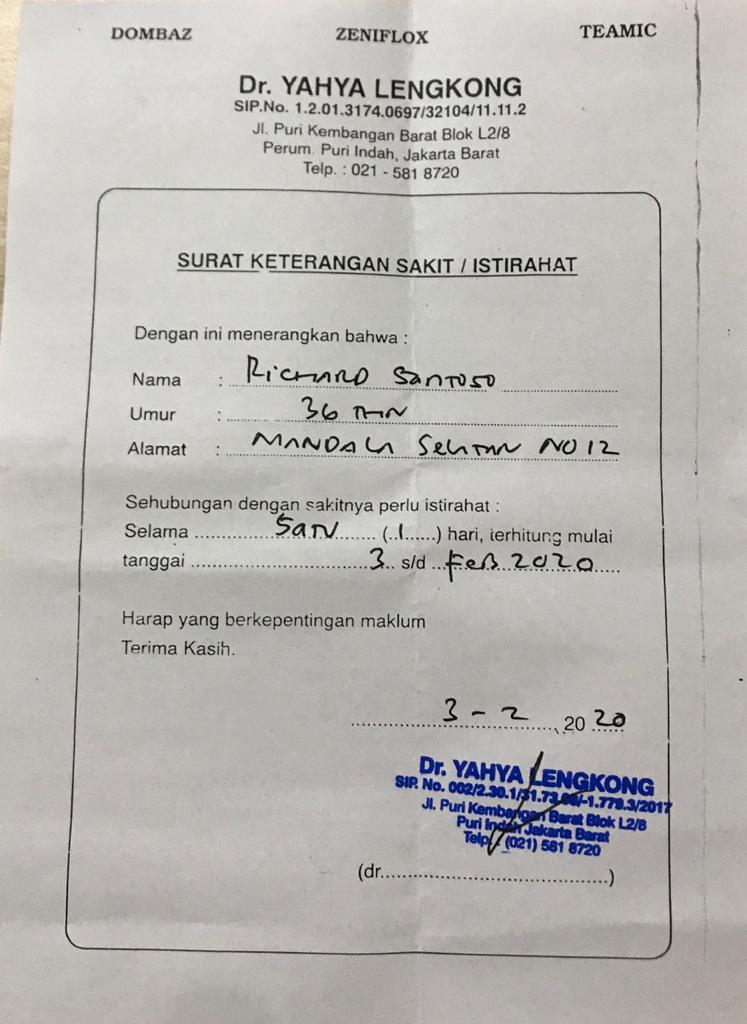 DOMBAZ ZENIFLOX TEAMIC
Dr. YAHYA LENGKONG
SIP.No. 1.2.01.3174.0697/32104/11.11.2
Jl. Puri Kembangan Barat Blok L2/8
Perum. Puri Indah, Jakarta Barat
Telp. : 021 - 581 8720
SURAT KETERANGAN SAKIT / ISTIRAHAT
Dengan ini menerangkan bahwa :
Nama : RICHARD SANTOSO
Umur : 36 THN
Alamat : MANDALA SELATAN NO 12
Sehubungan dengan sakitnya perlu istirahat :
Selama ........ SATU ...... (..1......) hari, terhitung mulai
tanggal ................................3.. s/d ..FEB 2020.....
Harap yang berkepentingan maklum
Terima Kasih.
3 - 2 , 20 20
Dr. YAHYA LENGKONG
SIP. No. 002/2.30.1/31.73. /-1.779.3/2017
Jl. Puri Kembangan Barat Blok L2/8
Puri Indah Jakarta Barat
Telp. : (021) 581 8720
(dr......................................)